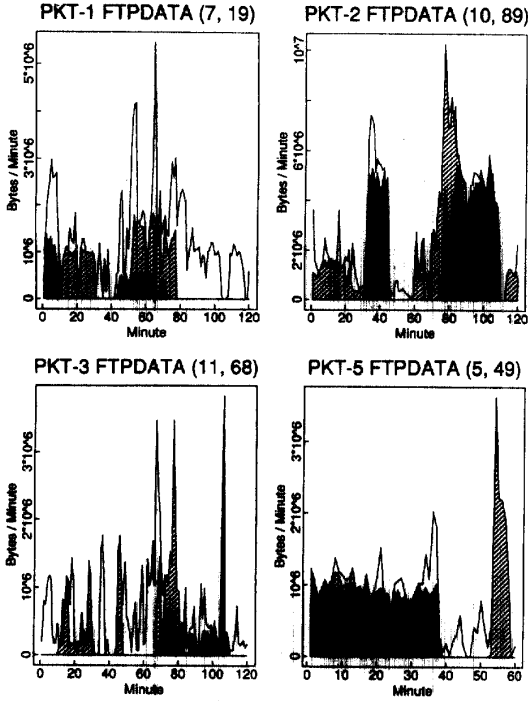 PKT-1 FTPDATA (7, 19)
Bytes / Minute
0 1*10^6 3*10^6 5*10^6
0 20 40 60 80 100 120
Minute
PKT-2 FTPDATA (10, 89)
Bytes / Minute
0 2*10^6 6*10^6 10^7
0 20 40 60 80 100 120
Minute
PKT-3 FTPDATA (11, 68)
Bytes / Minute
0 10^6 2*10^6 3*10^6
0 20 40 60 80 100 120
Minute
PKT-5 FTPDATA (5, 49)
Bytes / Minute
0 10^6 2*10^6 3*10^6
0 10 20 30 40 50 60
Minute